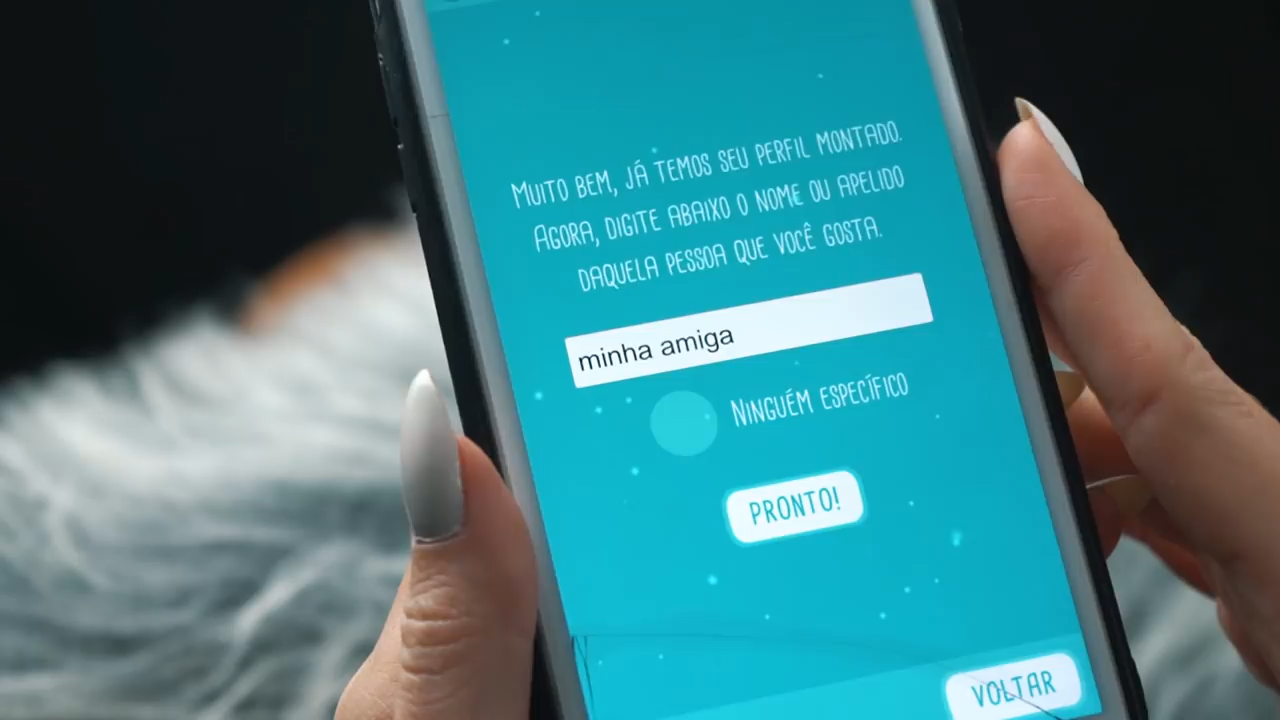 Muito bem, já temos seu perfil montado.
Agora, digite abaixo o nome ou apelido
daquela pessoa que você gosta.
minha amiga
Ninguém específico
PRONTO!
VOLTAR